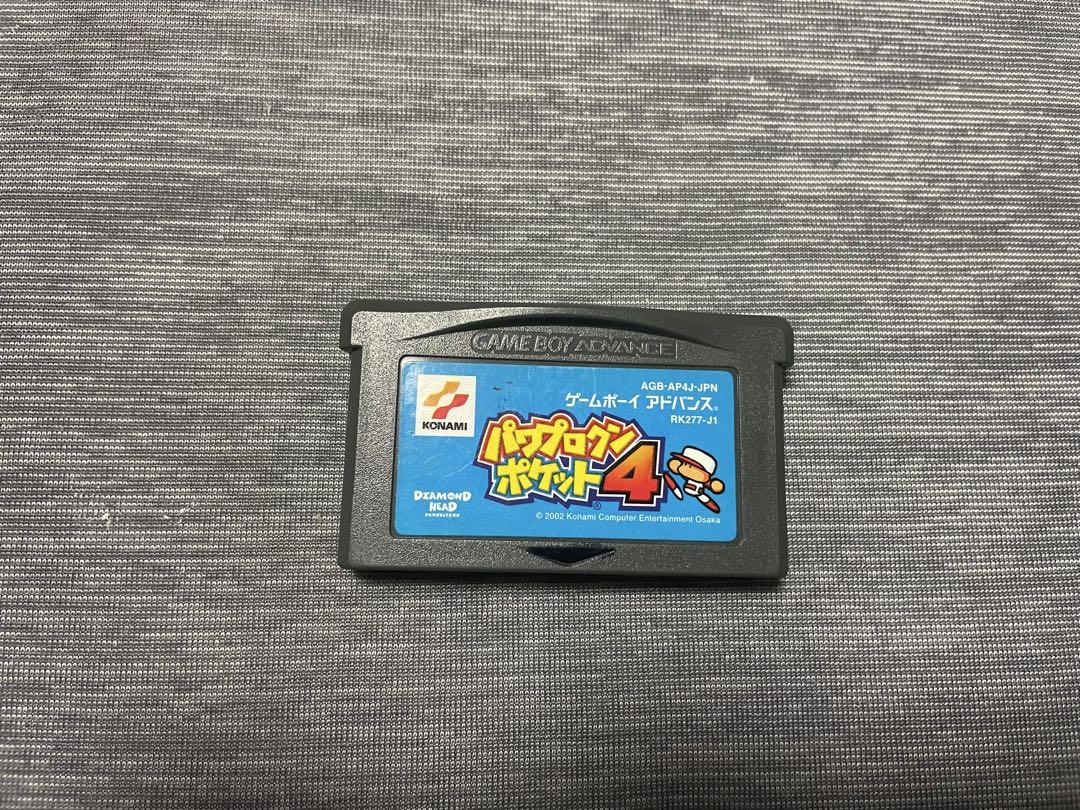 GAME BOY ADVANCE
AGB-AP4J-JPN
ゲームボーイ アドバンス®
RK277-J1
KONAMI
パワプロクン
ポケット4®
DIAMOND
HEAD
PRODUCTION
© 2002 Konami Computer Entertainment Osaka